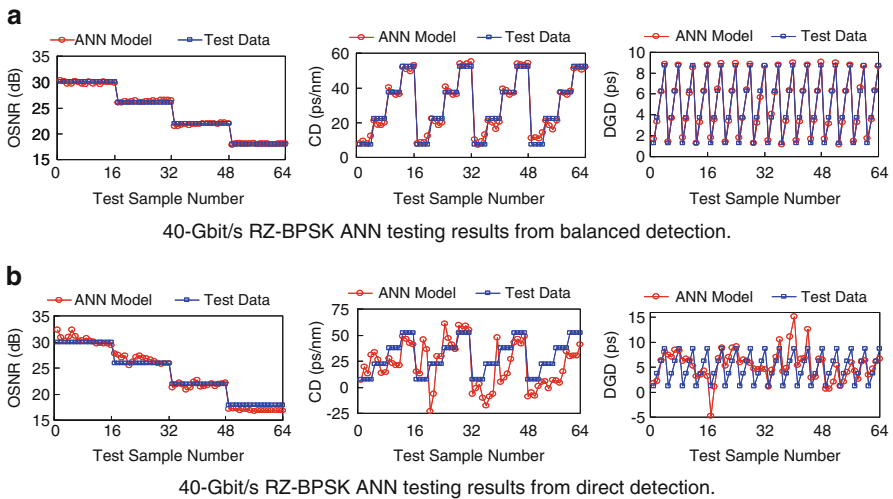 a
ANN Model Test Data
OSNR (dB)
35
30
25
20
15
0 16 32 48 64
Test Sample Number
ANN Model Test Data
CD (ps/nm)
60
40
20
0
0 16 32 48 64
Test Sample Number
ANN Model Test Data
DGD (ps)
10
8
6
4
2
0
0 16 32 48 64
Test Sample Number
40-Gbit/s RZ-BPSK ANN testing results from balanced detection.
b
ANN Model Test Data
OSNR (dB)
35
30
25
20
15
0 16 32 48 64
Test Sample Number
ANN Model Test Data
CD (ps/nm)
75
50
25
0
-25
0 16 32 48 64
Test Sample Number
ANN Model Test Data
DGD (ps)
15
10
5
0
-5
0 16 32 48 64
Test Sample Number
40-Gbit/s RZ-BPSK ANN testing results from direct detection.